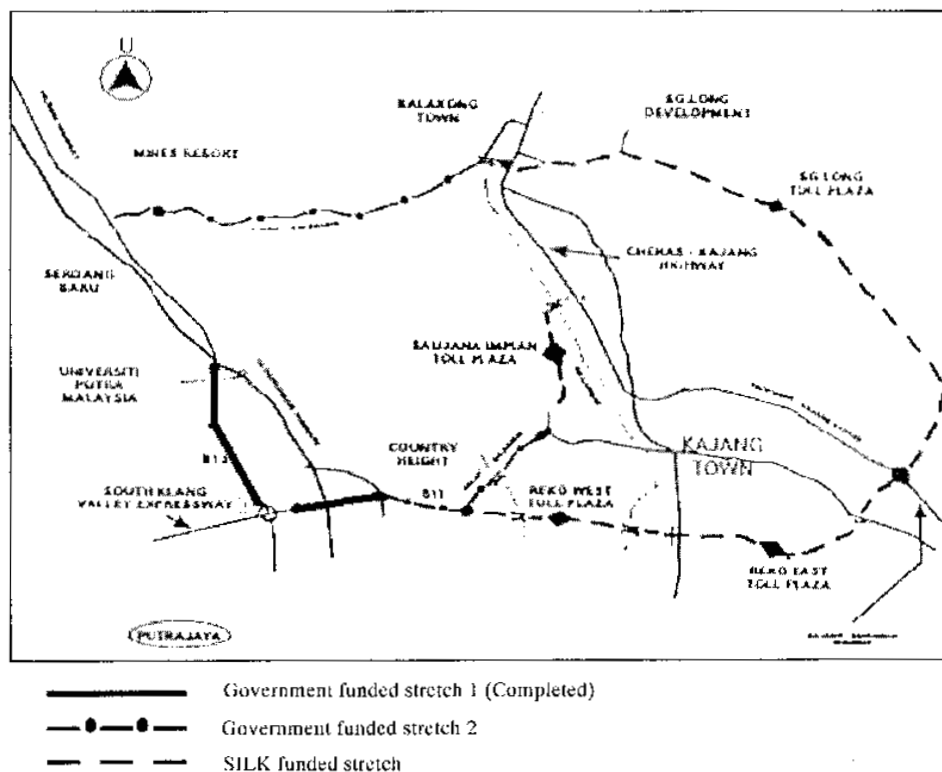 U
BALAKONG
TOWN
SG.LONG
DEVELOPMENT
MINES RESORT
SG.LONG
TOLL PLAZA
CHERAS - KAJANG
HIGHWAY
SERDANG
BARU
SAUJANA IMPIAN
TOLL PLAZA
UNIVERSITI
PUTRA
MALAYSIA
COUNTRY
HEIGHT
KAJANG
TOWN
B13
SOUTH KLANG
VALLEY EXPRESSWAY
B11
REKO WEST
TOLL PLAZA
REKO EAST
TOLL PLAZA
PUTRAJAYA
Government funded stretch 1 (Completed)
Government funded stretch 2
SILK funded stretch